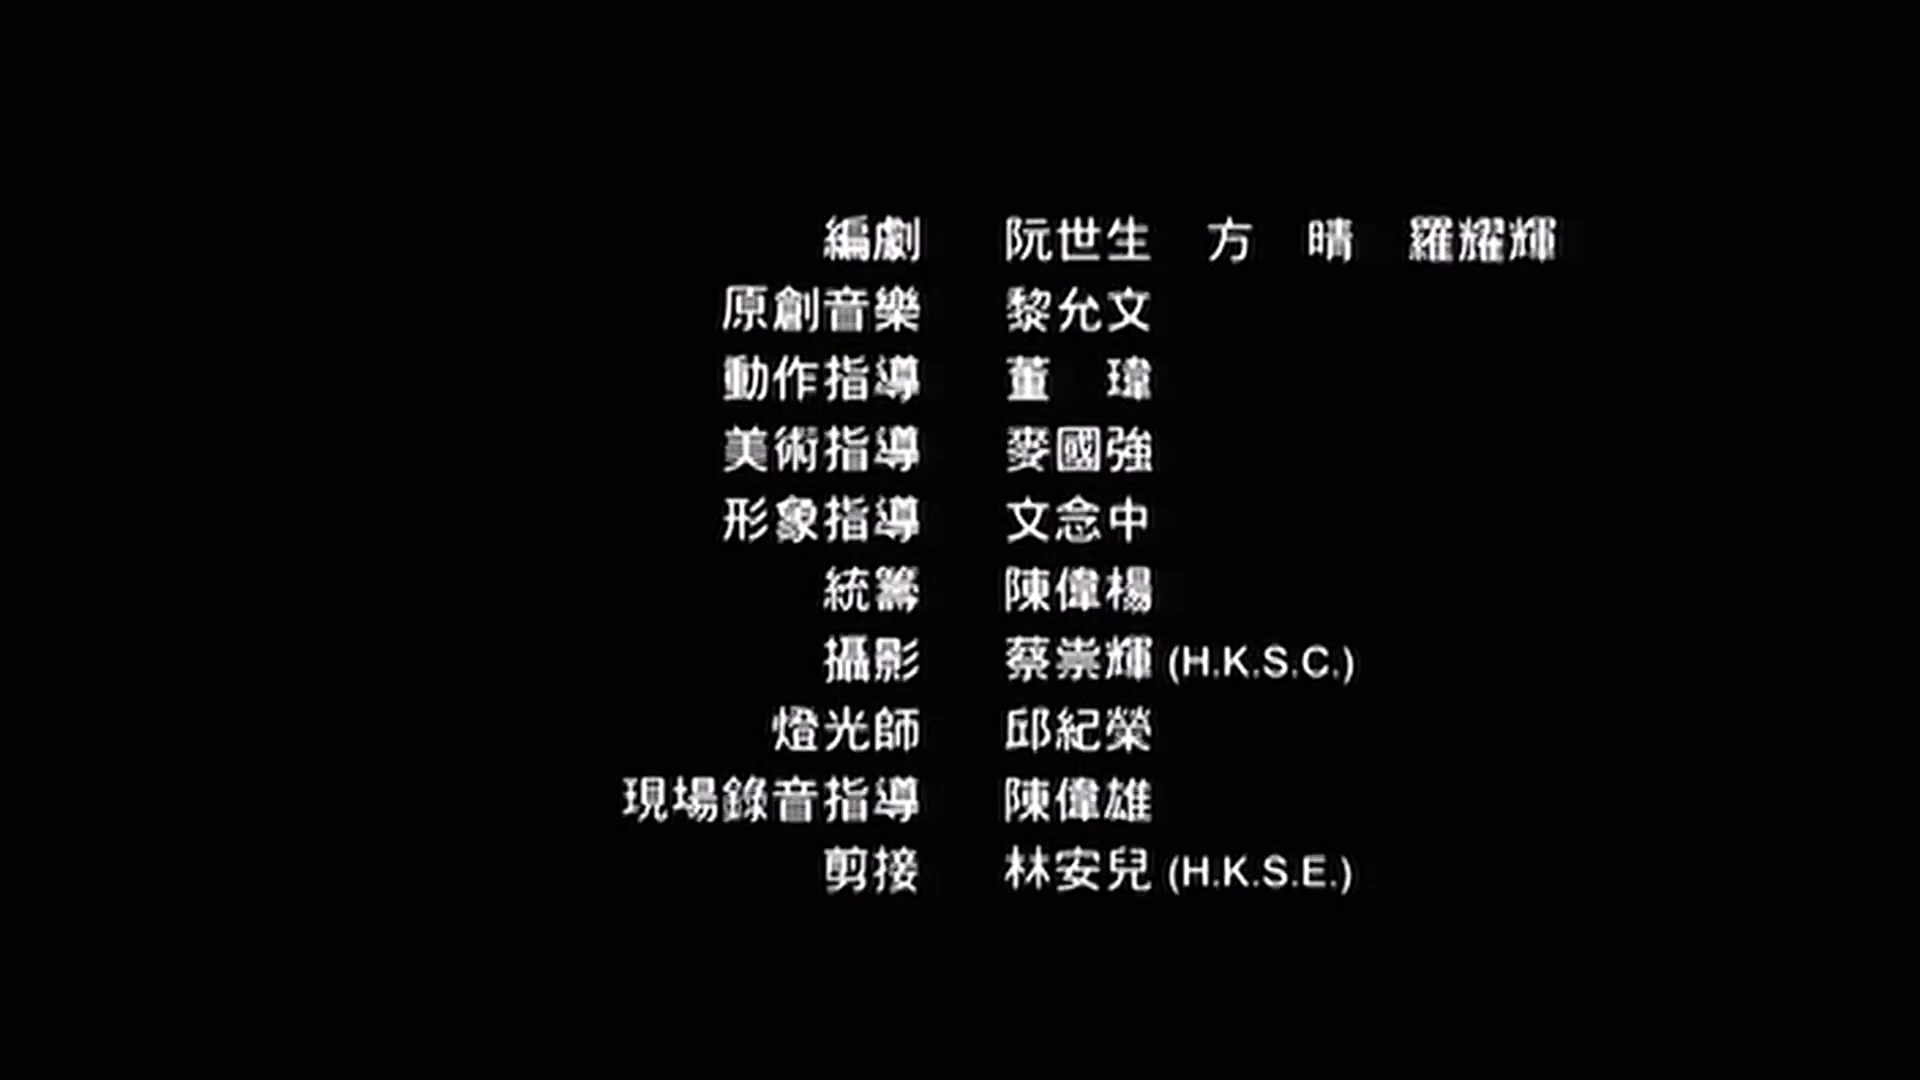 編劇 阮世生 方 晴 羅耀輝
原創音樂 黎允文
動作指導 董 瑋
美術指導 麥國強
形象指導 文念中
統籌 陳偉楊
攝影 蔡崇輝 (H.K.S.C.)
燈光師 邱紀榮
現場錄音指導 陳偉雄
剪接 林安兒 (H.K.S.E.)